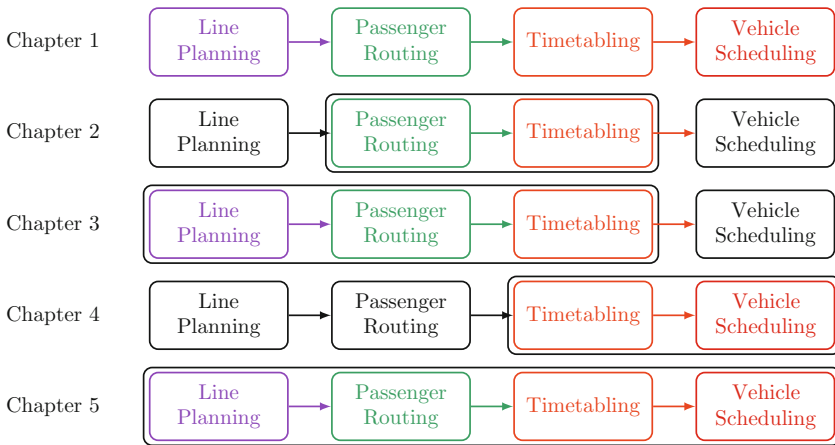 Chapter 1
Line
Planning
Passenger
Routing
Timetabling
Vehicle
Scheduling
Chapter 2
Line
Planning
Passenger
Routing
Timetabling
Vehicle
Scheduling
Chapter 3
Line
Planning
Passenger
Routing
Timetabling
Vehicle
Scheduling
Chapter 4
Line
Planning
Passenger
Routing
Timetabling
Vehicle
Scheduling
Chapter 5
Line
Planning
Passenger
Routing
Timetabling
Vehicle
Scheduling